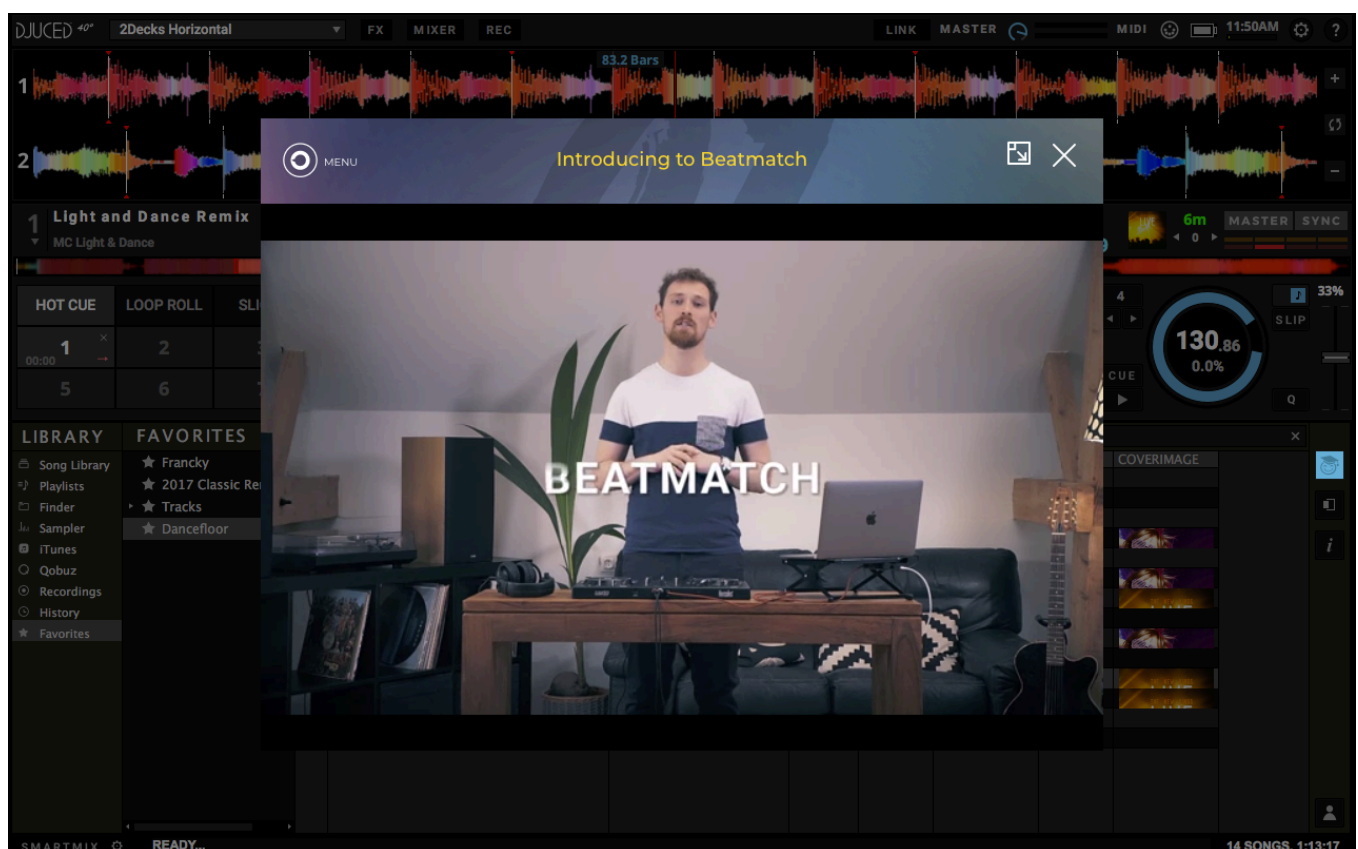 DJUCED 40°
2Decks Horizontal
FX
MIXER
REC
LINK
MASTER
MIDI
11:50AM
?
83.2 Bars
1
+
2
−
MENU
Introducing to Beatmatch
1
Light and Dance Remix
MC Light & Dance
6m
0
MASTER
SYNC
HOT CUE
LOOP ROLL
1
00:00
2
5
6
4
33%
SLIP
130.86
0.0%
CUE
Q
BEATMATCH
LIBRARY
Song Library
Playlists
Finder
Sampler
iTunes
Qobuz
Recordings
History
Favorites
FAVORITES
Francky
2017 Classic Re
Tracks
Dancefloor
COVERIMAGE
i
SMARTMIX
READY...
14 SONGS, 1:13:17